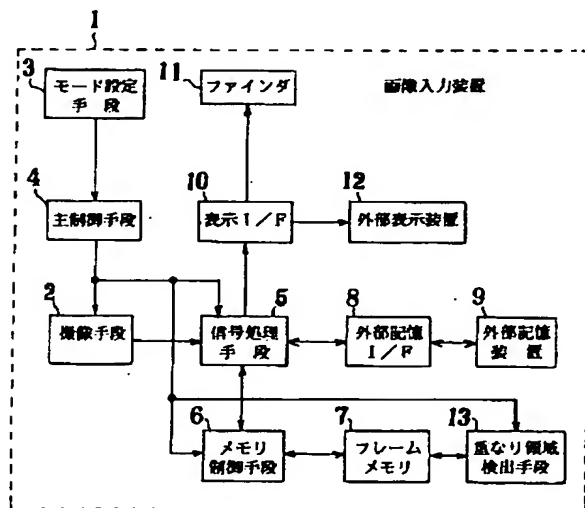 1
3
モード設定
手段
11
ファインダ
画像入力装置
4
主制御手段
10
表示I/F
12
外部表示装置
2
撮像手段
5
信号処理
手段
8
外部記憶
I/F
9
外部記憶
装置
6
メモリ
制御手段
7
フレーム
メモリ
13
重なり領域
検出手段